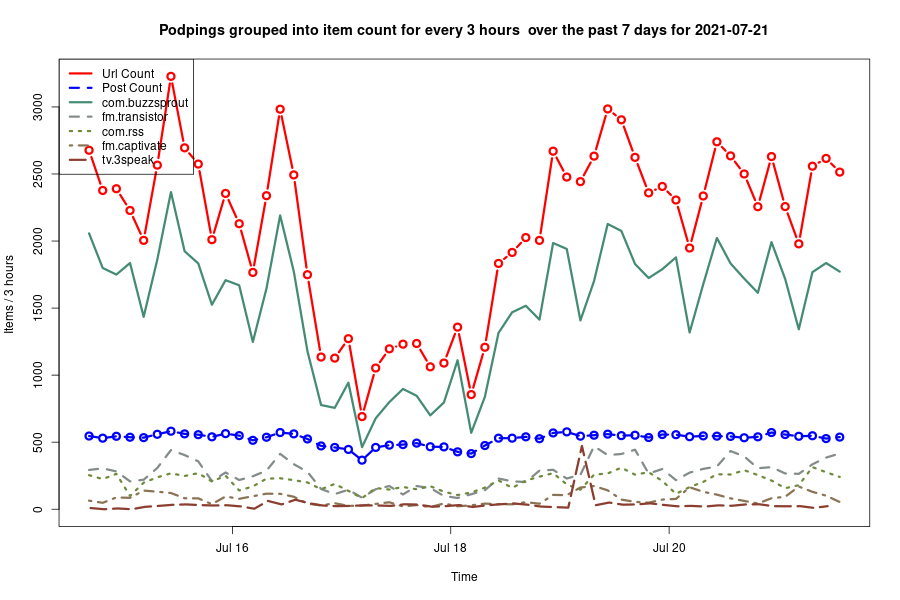 Podpings grouped into item count for every 3 hours  over the past 7 days for 2021-07-21
Url Count
Post Count
com.buzzsprout
fm.transistor
com.rss
fm.captivate
tv.3speak
Items / 3 hours
3000
2500
2000
1500
1000
500
0
Jul 16
Jul 18
Jul 20
Time